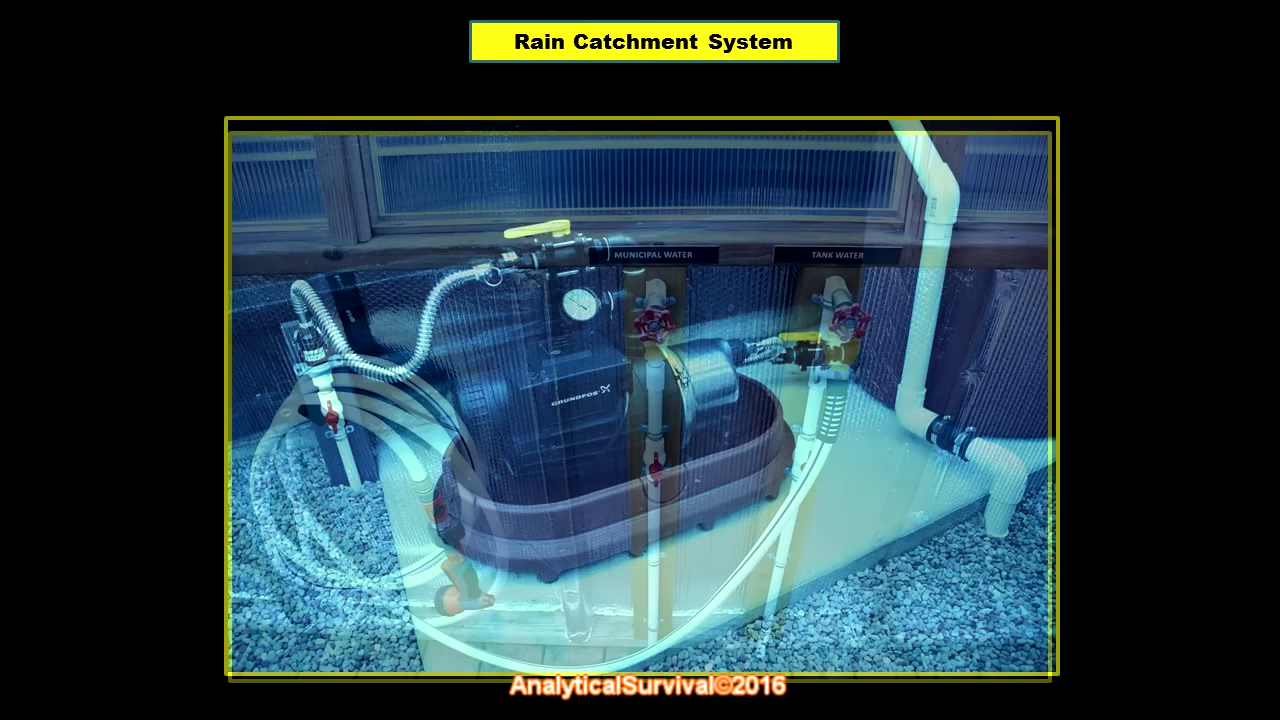 Rain Catchment System
MUNICIPAL WATER
TANK WATER
GRUNDFOS
AnalyticalSurvival©2016